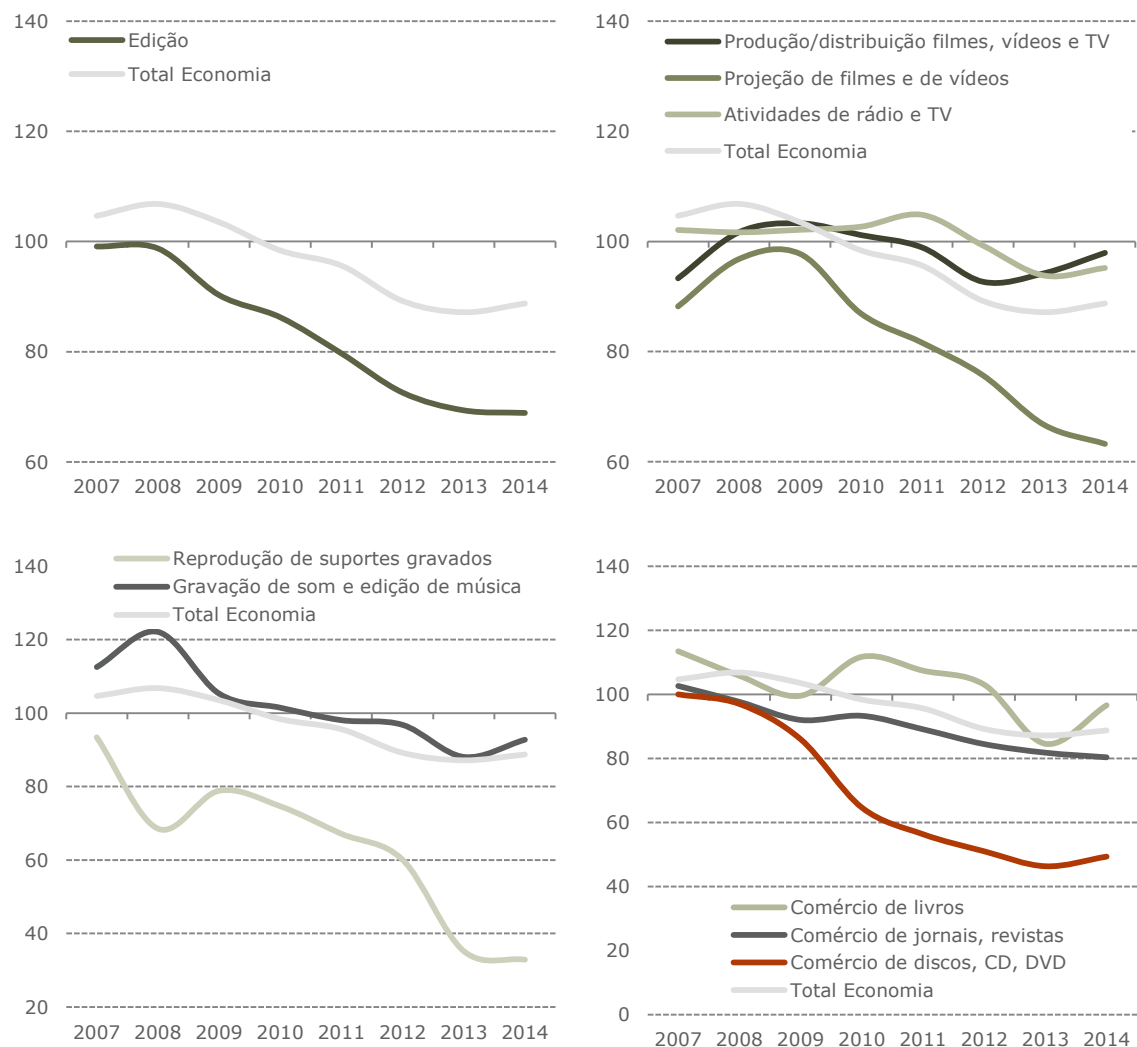 140
Edição
Total Economia
120
100
80
60
2007 2008 2009 2010 2011 2012 2013 2014
140
Produção/distribuição filmes, vídeos e TV
Projeção de filmes e de vídeos
Atividades de rádio e TV
120
Total Economia
100
80
60
2007 2008 2009 2010 2011 2012 2013 2014
Reprodução de suportes gravados
140
Gravação de som e edição de música
Total Economia
120
100
80
60
40
20
2007 2008 2009 2010 2011 2012 2013 2014
140
120
100
80
60
40
Comércio de livros
Comércio de jornais, revistas
20
Comércio de discos, CD, DVD
Total Economia
0
2007 2008 2009 2010 2011 2012 2013 2014